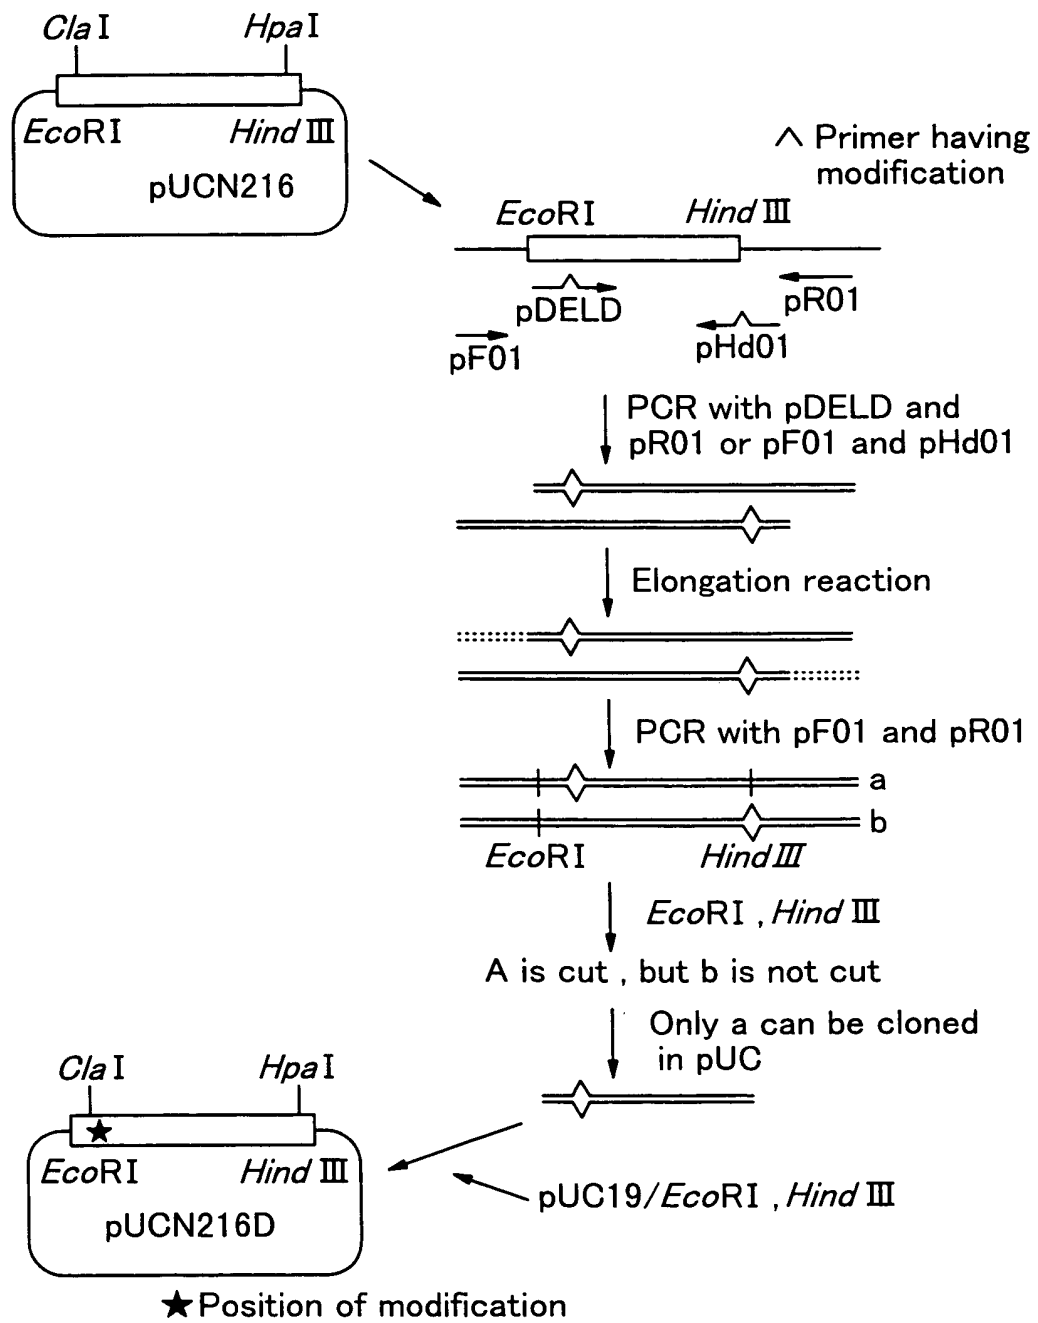 ClaI HpaI
EcoRI HindIII
pUCN216
^ Primer having
modification
EcoRI HindIII
pDELD
pR01
pF01
pHd01
PCR with pDELD and
pR01 or pF01 and pHd01
Elongation reaction
PCR with pF01 and pR01
a
b
EcoRI HindIII
EcoRI , HindIII
A is cut , but b is not cut
Only a can be cloned
in pUC
ClaI HpaI
EcoRI HindIII
pUCN216D
pUC19/EcoRI , HindIII
★Position of modification